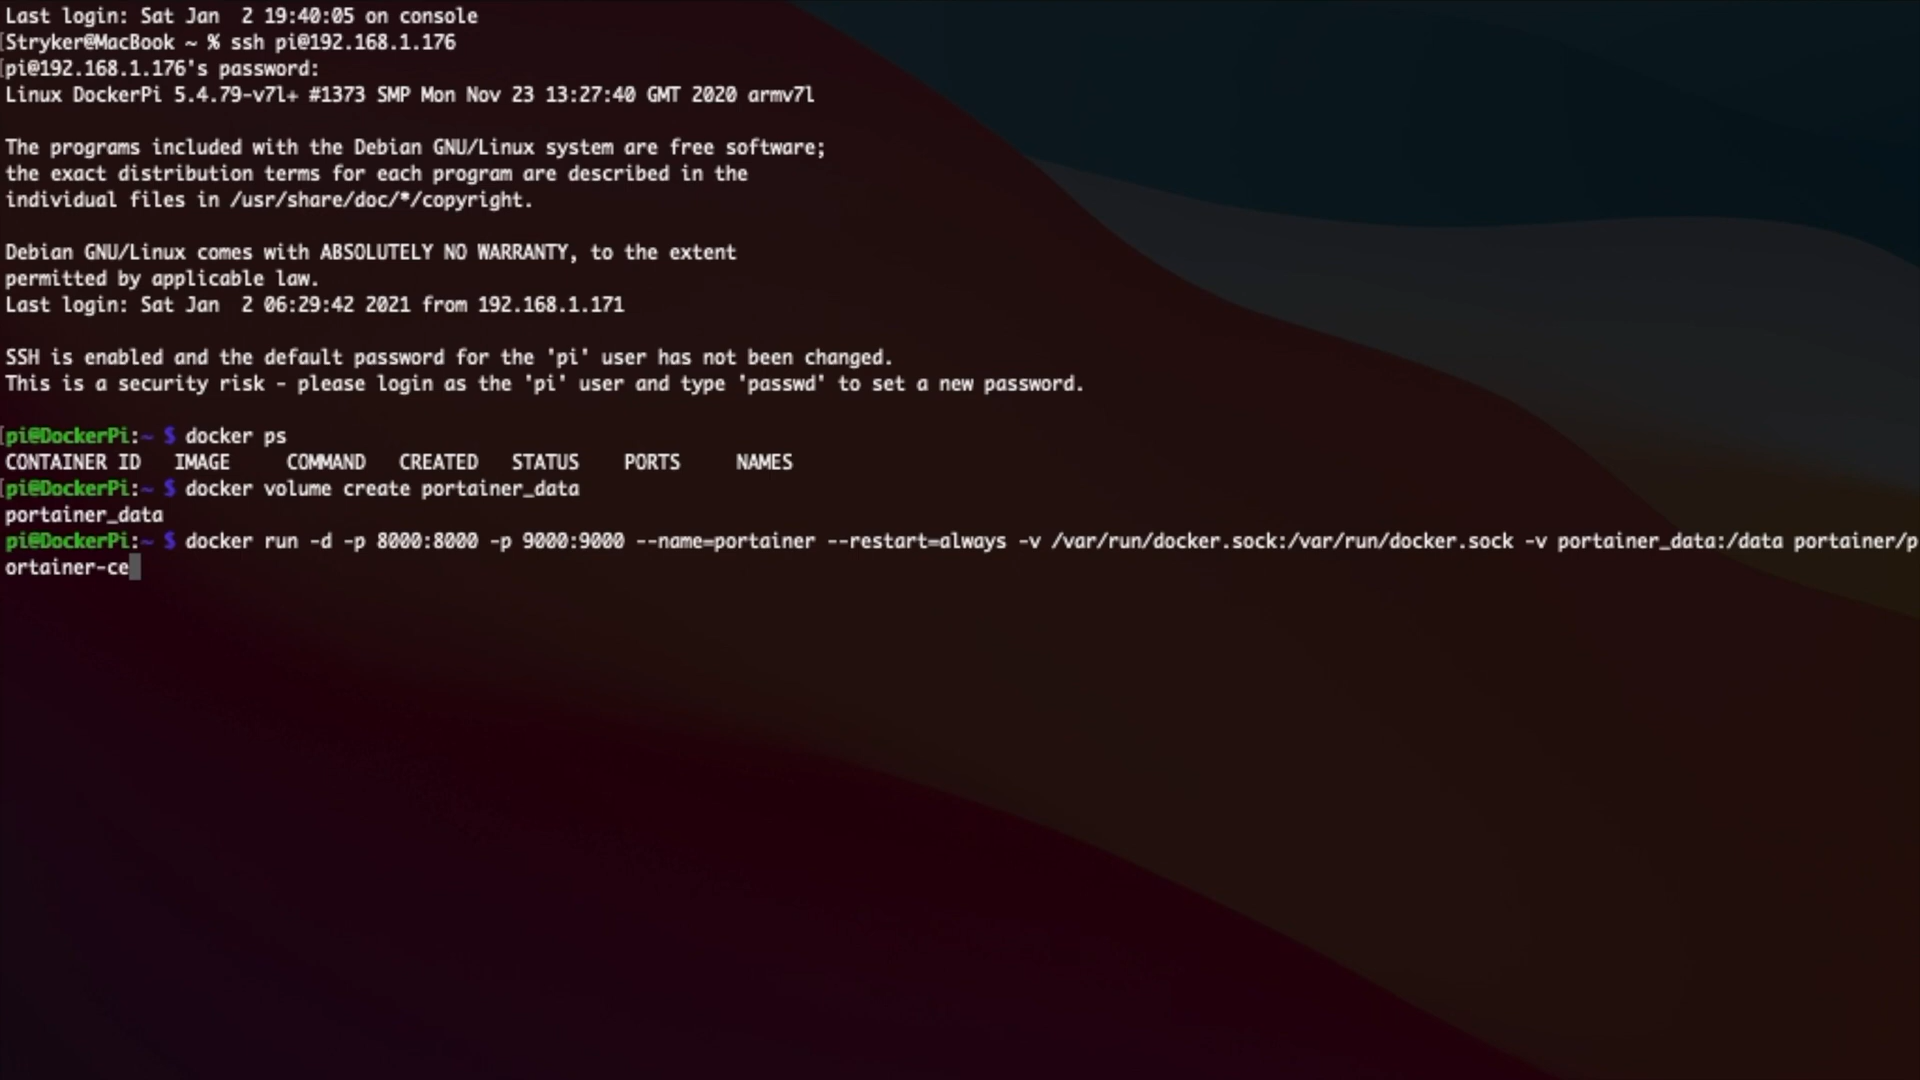 Last login: Sat Jan  2 19:40:05 on console
[Stryker@MacBook ~ % ssh pi@192.168.1.176
[pi@192.168.1.176's password:
Linux DockerPi 5.4.79-v7l+ #1373 SMP Mon Nov 23 13:27:40 GMT 2020 armv7l
The programs included with the Debian GNU/Linux system are free software;
the exact distribution terms for each program are described in the
individual files in /usr/share/doc/*/copyright.
Debian GNU/Linux comes with ABSOLUTELY NO WARRANTY, to the extent
permitted by applicable law.
Last login: Sat Jan  2 06:29:42 2021 from 192.168.1.171
SSH is enabled and the default password for the 'pi' user has not been changed.
This is a security risk - please login as the 'pi' user and type 'passwd' to set a new password.
[pi@DockerPi:~ $ docker ps
CONTAINER ID   IMAGE     COMMAND   CREATED   STATUS    PORTS     NAMES
[pi@DockerPi:~ $ docker volume create portainer_data
portainer_data
pi@DockerPi:~ $ docker run -d -p 8000:8000 -p 9000:9000 --name=portainer --restart=always -v /var/run/docker.sock:/var/run/docker.sock -v portainer_data:/data portainer/p
ortainer-ce